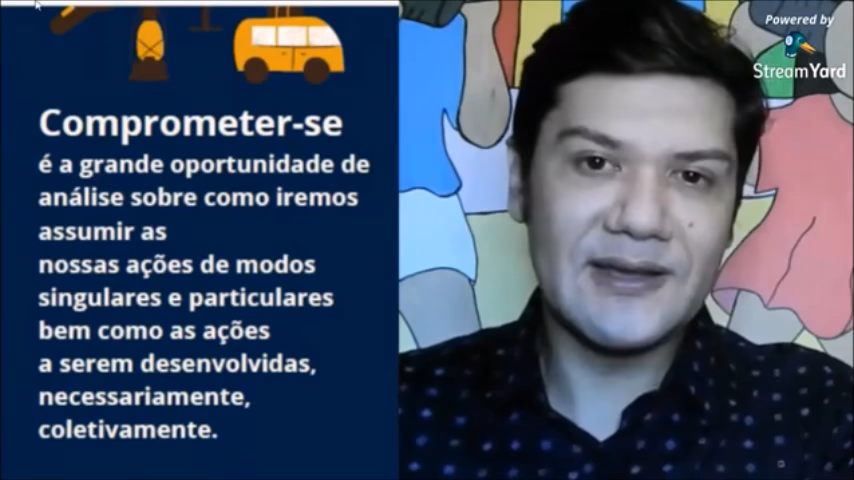 Comprometer-se
é a grande oportunidade de
análise sobre como iremos
assumir as
nossas ações de modos
singulares e particulares
bem como as ações
a serem desenvolvidas,
necessariamente,
coletivamente.
Powered by
StreamYard